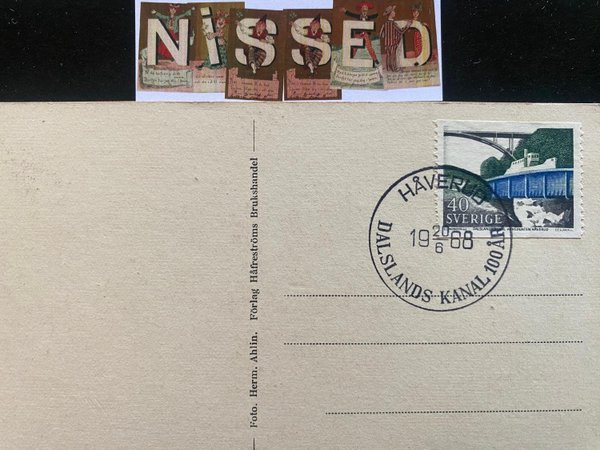 NiSSED
HÅVERUD
20
19 68
6
DALSLANDS KANAL 100 ÅR
40
SVERIGE
Foto. Herm. Ahlin. Förlag Håfreströms Brukshandel